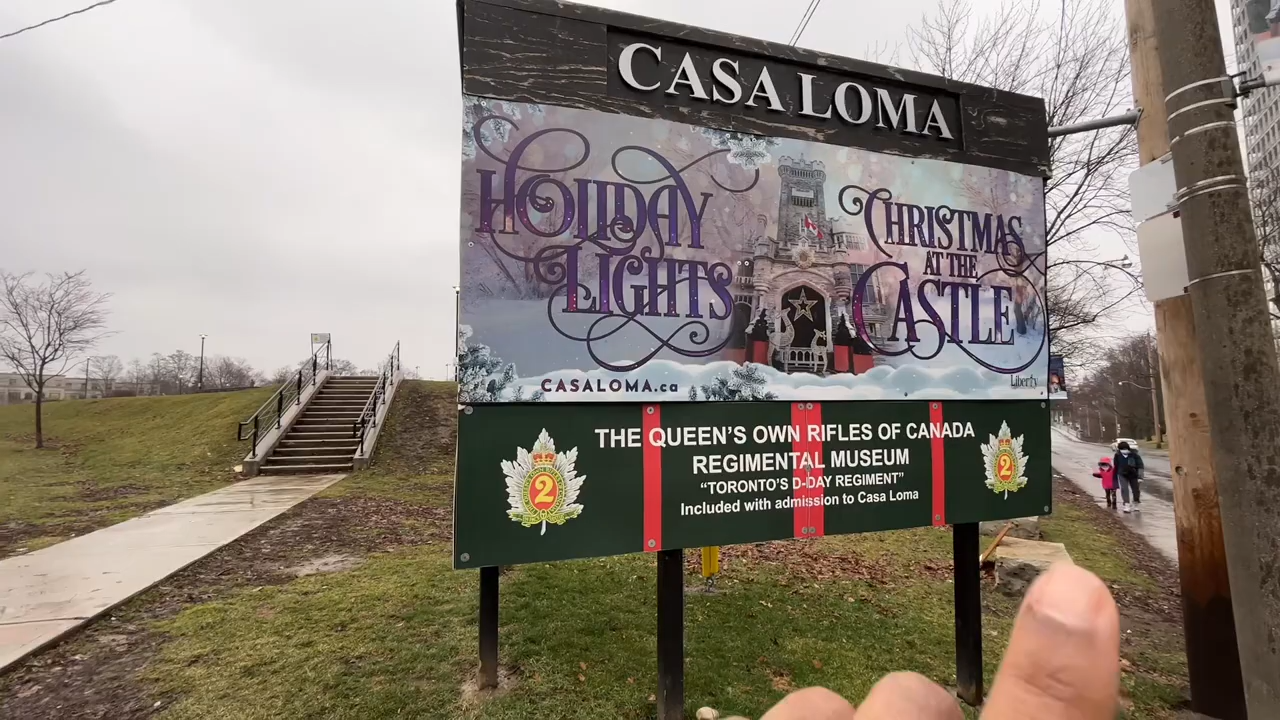 CASA LOMA
HOLIDAY
LIGHTS
CHRISTMAS
AT THE
CASTLE
CASALOMA.ca
Liberty
THE QUEEN'S OWN RIFLES OF CANADA
REGIMENTAL MUSEUM
"TORONTO'S D-DAY REGIMENT"
Included with admission to Casa Loma
2
2